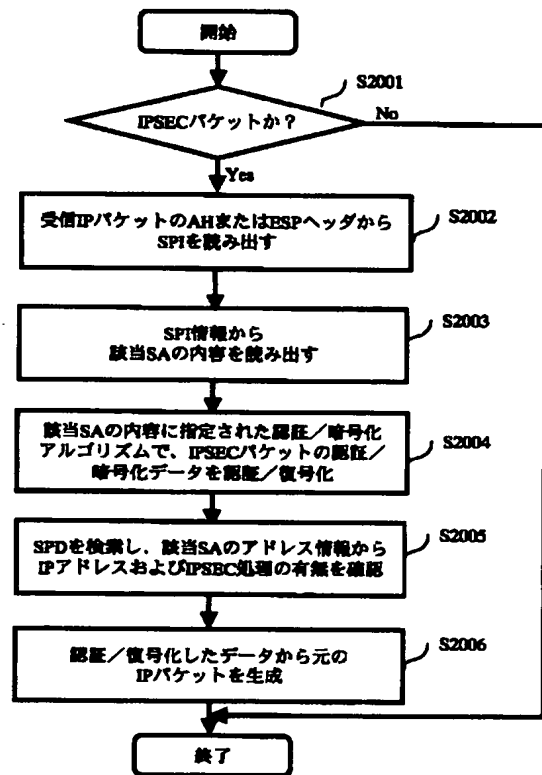 開始
S2001
IPSECパケットか？
No
Yes
受信IPパケットのAHまたはESPヘッダから
SPIを読み出す
S2002
SPI情報から
該当SAの内容を読み出す
S2003
該当SAの内容に指定された認証／暗号化
アルゴリズムで、IPSECパケットの認証／
暗号化データを認証／復号化
S2004
SPDを検索し、該当SAのアドレス情報から
IPアドレスおよびIPSEC処理の有無を確認
S2005
認証／復号化したデータから元の
IPパケットを生成
S2006
終了